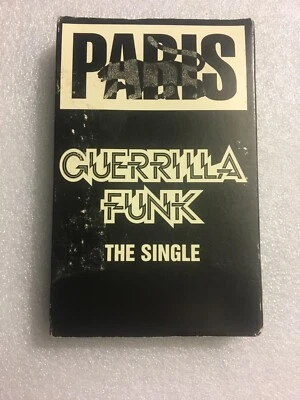 PARIS
GUERRILLA
FUNK
THE SINGLE